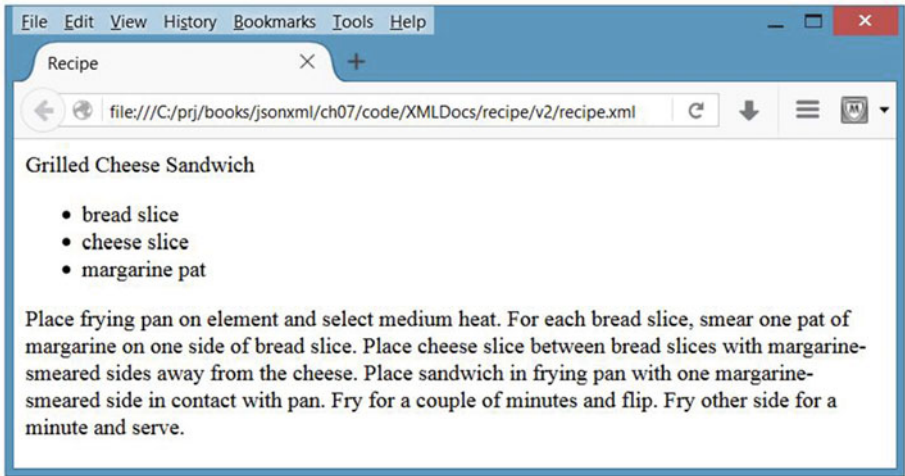 File Edit View History Bookmarks Tools Help
Recipe
file:///C:/prj/books/jsonxml/ch07/code/XMLDocs/recipe/v2/recipe.xml
Grilled Cheese Sandwich
• bread slice
• cheese slice
• margarine pat
Place frying pan on element and select medium heat. For each bread slice, smear one pat of
margarine on one side of bread slice. Place cheese slice between bread slices with margarine-
smeared sides away from the cheese. Place sandwich in frying pan with one margarine-
smeared side in contact with pan. Fry for a couple of minutes and flip. Fry other side for a
minute and serve.